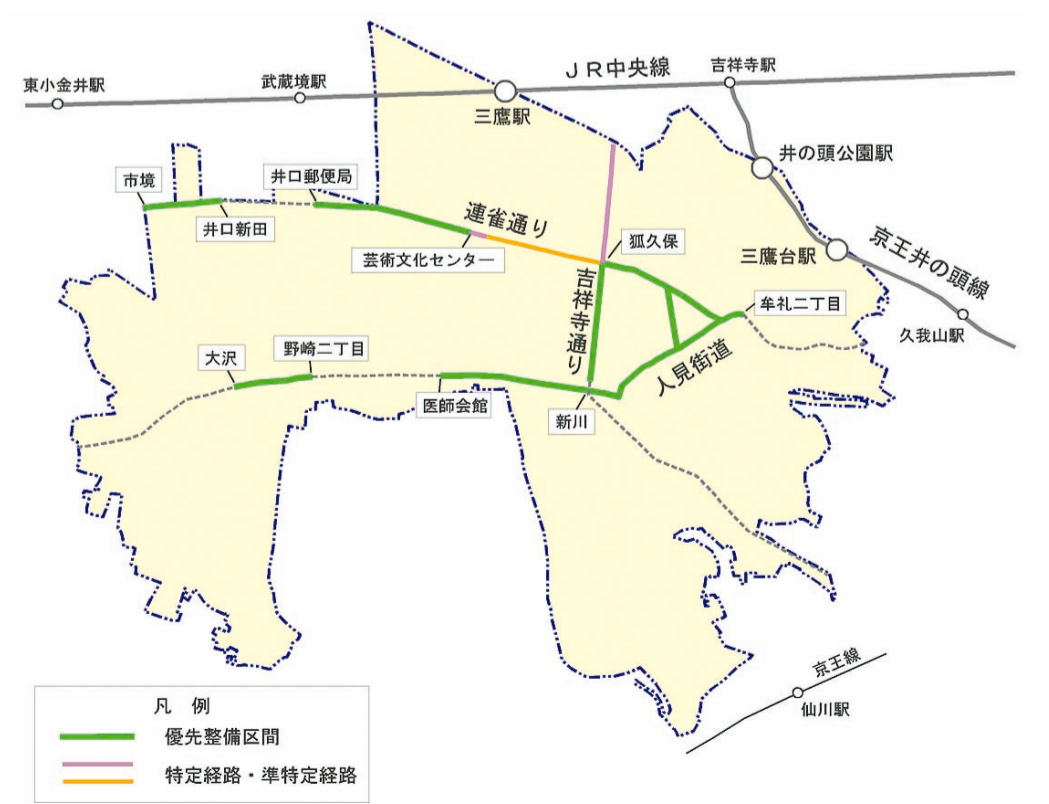 JR中央線
吉祥寺駅
東小金井駅
武蔵境駅
三鷹駅
井の頭公園駅
市境
井口郵便局
井口新田
連雀通り
芸術文化センター
狐久保
三鷹台駅
京王井の頭線
吉祥寺通り
牟礼二丁目
久我山駅
大沢
野崎二丁目
人見街道
医師会館
新川
京王線
仙川駅
凡 例
優先整備区間
特定経路・準特定経路